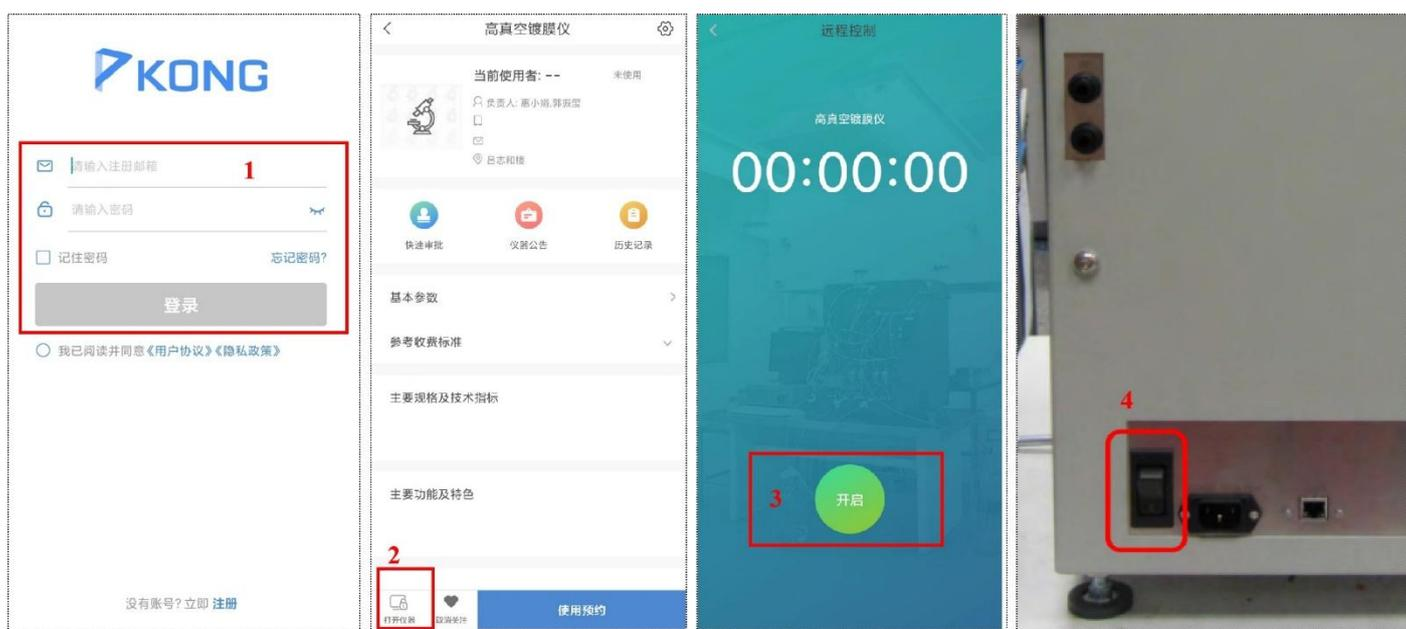 PKONG
请输入注册邮箱
1
请输入密码
记住密码
忘记密码?
登录
我已阅读并同意《用户协议》《隐私政策》
没有账号? 立即 注册
高真空镀膜仪
当前使用者: --
未使用
负责人: 惠小娟,郭振玺
吕志和楼
快速审批
仪器公告
历史记录
基本参数
参考收费标准
主要规格及技术指标
主要功能及特色
2
打开仪器
取消关注
使用预约
远程控制
高真空镀膜仪
00:00:00
3
开启
4